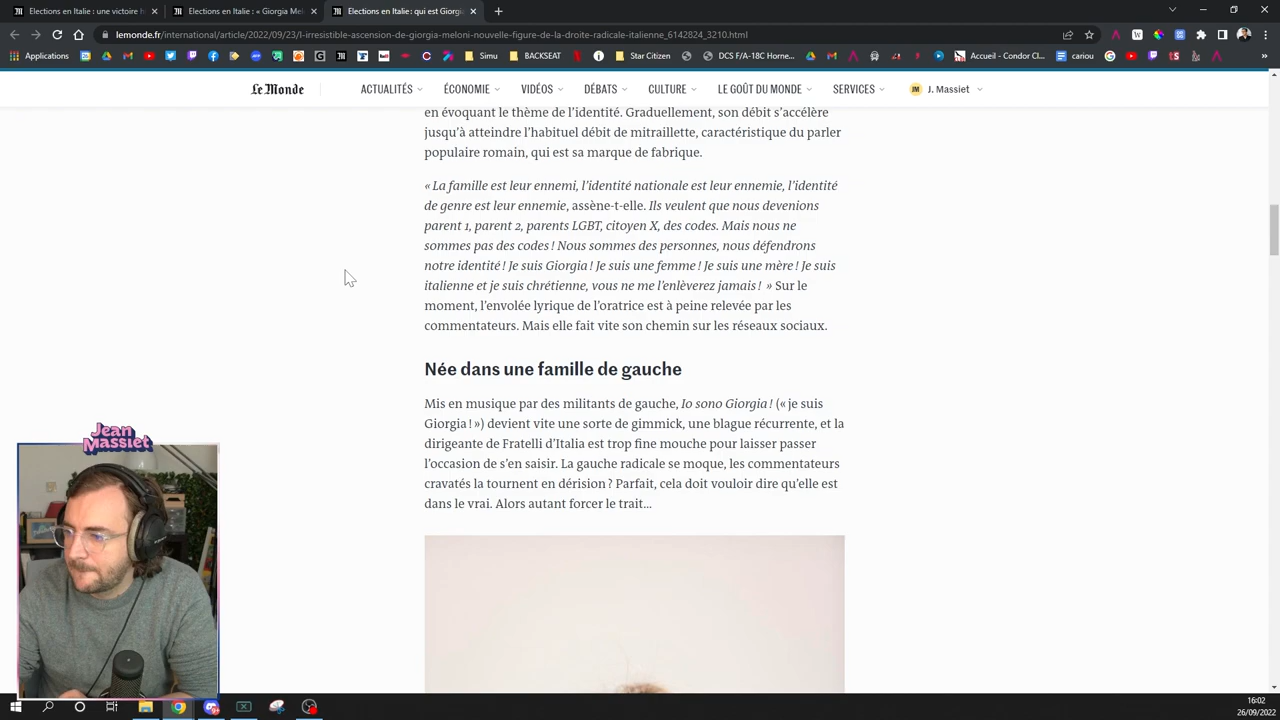 Elections en Italie : une victoire h
Elections en Italie : « Giorgia Mel
Elections en Italie : qui est Giorgia
lemonde.fr/international/article/2022/09/23/l-irresistible-ascension-de-giorgia-meloni-nouvelle-figure-de-la-droite-radicale-italienne_6142824_3210.html
Applications
Simu
BACKSEAT
Star Citizen
DCS F/A-18C Horne...
Accueil - Condor Cl...
cariou
Le Monde
ACTUALITÉS
ÉCONOMIE
VIDÉOS
DÉBATS
CULTURE
LE GOÛT DU MONDE
SERVICES
JM
J. Massiet
en évoquant le thème de l'identité. Graduellement, son débit s'accélère
jusqu'à atteindre l'habituel débit de mitraillette, caractéristique du parler
populaire romain, qui est sa marque de fabrique.
« La famille est leur ennemi, l'identité nationale est leur ennemie, l'identité
de genre est leur ennemie, assène-t-elle. Ils veulent que nous devenions
parent 1, parent 2, parents LGBT, citoyen X, des codes. Mais nous ne
sommes pas des codes ! Nous sommes des personnes, nous défendrons
notre identité ! Je suis Giorgia ! Je suis une femme ! Je suis une mère ! Je suis
italienne et je suis chrétienne, vous ne me l'enlèverez jamais ! » Sur le
moment, l'envolée lyrique de l'oratrice est à peine relevée par les
commentateurs. Mais elle fait vite son chemin sur les réseaux sociaux.
Née dans une famille de gauche
Mis en musique par des militants de gauche, Io sono Giorgia ! (« je suis
Giorgia ! ») devient vite une sorte de gimmick, une blague récurrente, et la
dirigeante de Fratelli d'Italia est trop fine mouche pour laisser passer
l'occasion de s'en saisir. La gauche radicale se moque, les commentateurs
cravatés la tournent en dérision ? Parfait, cela doit vouloir dire qu'elle est
dans le vrai. Alors autant forcer le trait...
Jean
Massiet
16:02
26/09/2022